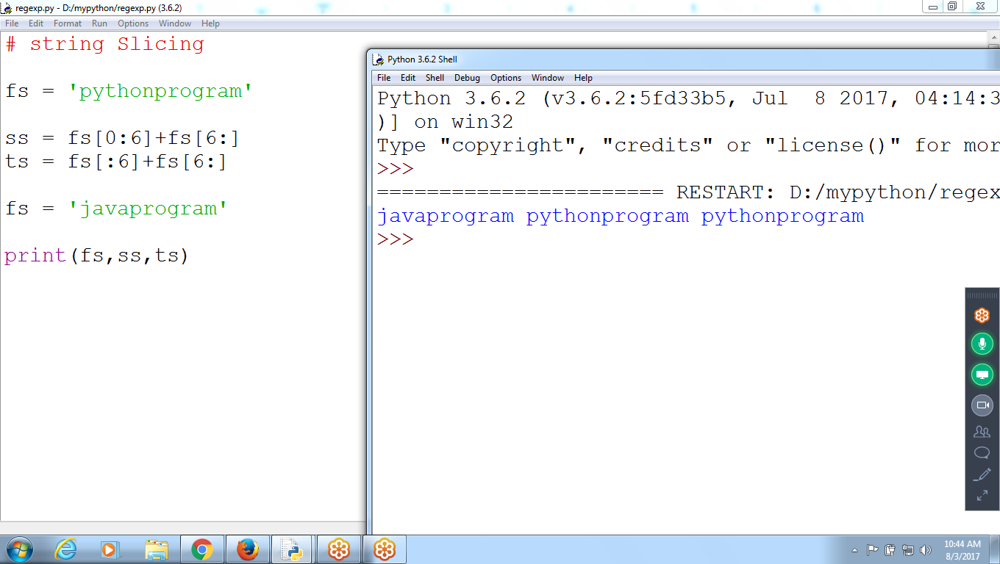 regexp.py - D:/mypython/regexp.py (3.6.2)
File Edit Format Run Options Window Help
# string Slicing
fs = 'pythonprogram'
ss = fs[0:6]+fs[6:]
ts = fs[:6]+fs[6:]
fs = 'javaprogram'
print(fs,ss,ts)
Python 3.6.2 Shell
File Edit Shell Debug Options Window Help
Python 3.6.2 (v3.6.2:5fd33b5, Jul  8 2017, 04:14:3
)] on win32
Type "copyright", "credits" or "license()" for mor
>>>
======================= RESTART: D:/mypython/regex
javaprogram pythonprogram pythonprogram
>>>
10:44 AM
8/3/2017